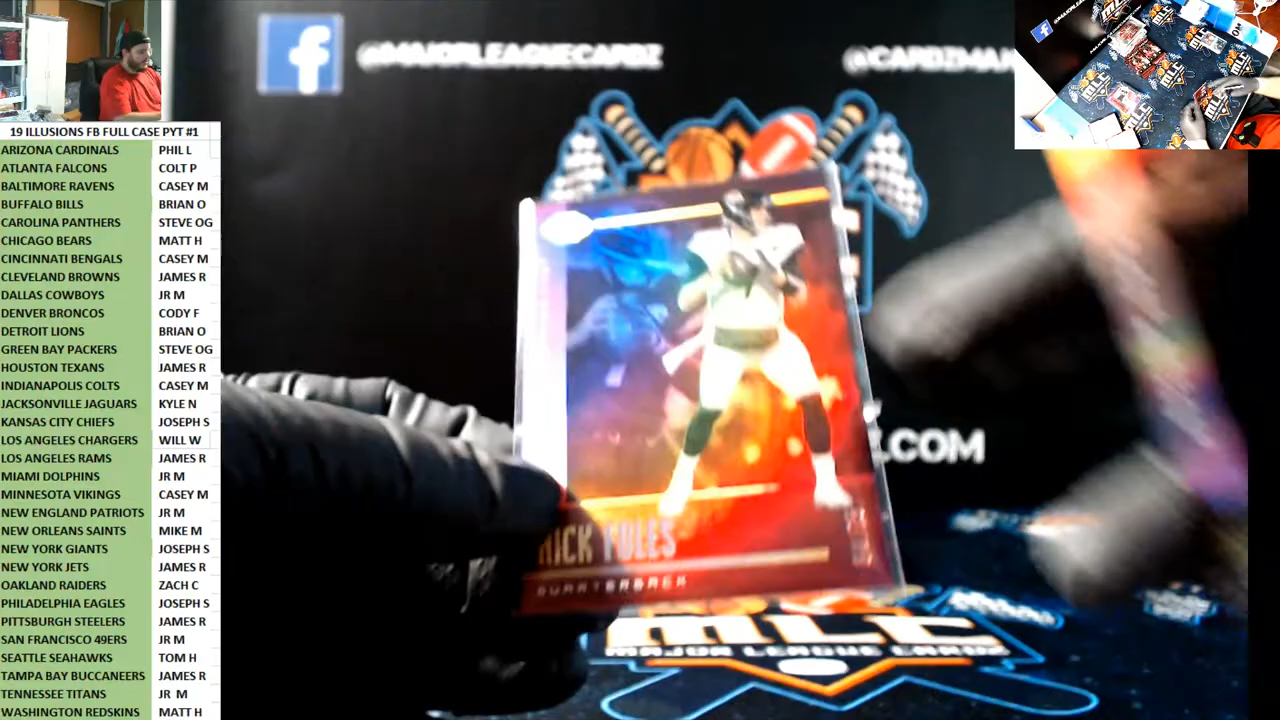 @MAJORLEAGUECARDZ
19 ILLUSIONS FB FULL CASE PYT #1
ARIZONA CARDINALS PHIL L
ATLANTA FALCONS COLT P
BALTIMORE RAVENS CASEY M
BUFFALO BILLS BRIAN O
CAROLINA PANTHERS STEVE OG
CHICAGO BEARS MATT H
CINCINNATI BENGALS CASEY M
CLEVELAND BROWNS JAMES R
DALLAS COWBOYS JR M
DENVER BRONCOS CODY F
DETROIT LIONS BRIAN O
GREEN BAY PACKERS STEVE OG
HOUSTON TEXANS JAMES R
INDIANAPOLIS COLTS CASEY M
JACKSONVILLE JAGUARS KYLE N
KANSAS CITY CHIEFS JOSEPH S
LOS ANGELES CHARGERS WILL W
LOS ANGELES RAMS JAMES R
MIAMI DOLPHINS JR M
MINNESOTA VIKINGS CASEY M
NEW ENGLAND PATRIOTS JR M
NEW ORLEANS SAINTS MIKE M
NEW YORK GIANTS JOSEPH S
NEW YORK JETS JAMES R
OAKLAND RAIDERS ZACH C
PHILADELPHIA EAGLES JOSEPH S
PITTSBURGH STEELERS JAMES R
SAN FRANCISCO 49ERS JR M
SEATTLE SEAHAWKS TOM H
TAMPA BAY BUCCANEERS JAMES R
TENNESSEE TITANS JR M
WASHINGTON REDSKINS MATT H
@CARDZMAN
.COM
QUARTERBACK
MLC
MAJOR LEAGUE CARDS